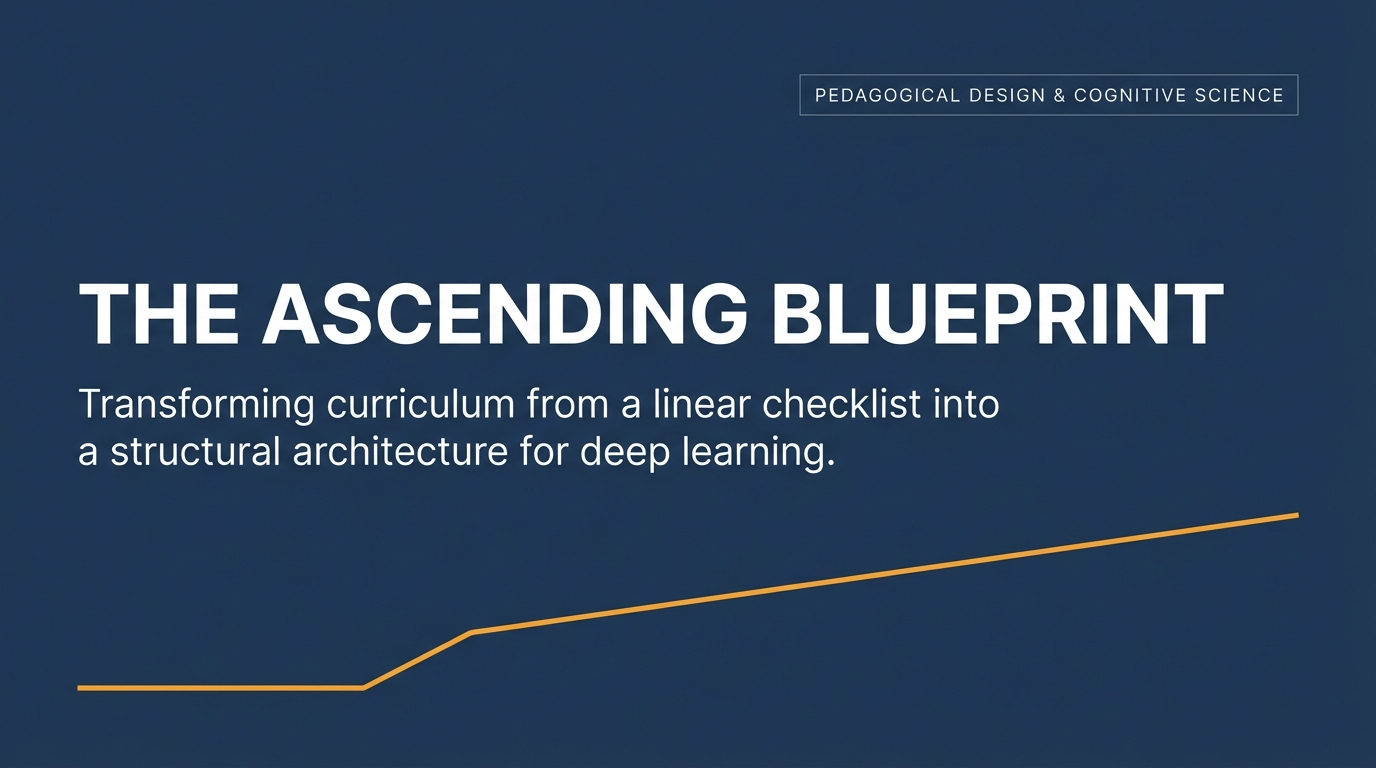 PEDAGOGICAL DESIGN & COGNITIVE SCIENCE
THE ASCENDING BLUEPRINT
Transforming curriculum from a linear checklist into
a structural architecture for deep learning.